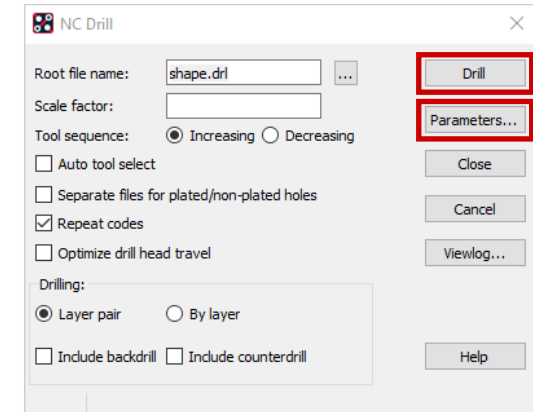 NC Drill
Root file name: shape.drl ... Drill
Scale factor: Parameters...
Tool sequence: Increasing Decreasing
Auto tool select Close
Separate files for plated/non-plated holes
Repeat codes Cancel
Optimize drill head travel Viewlog...
Drilling:
Layer pair By layer
Include backdrill Include counterdrill Help